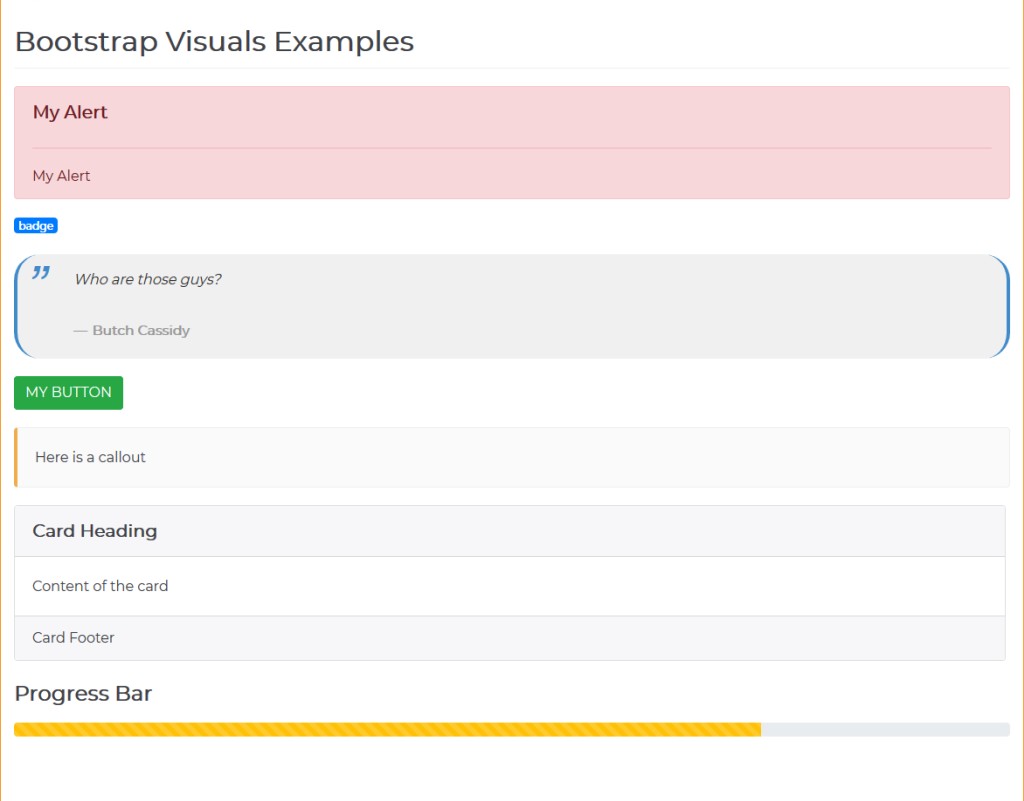 Bootstrap Visuals Examples
My Alert
My Alert
badge
” Who are those guys?
— Butch Cassidy
MY BUTTON
Here is a callout
Card Heading
Content of the card
Card Footer
Progress Bar